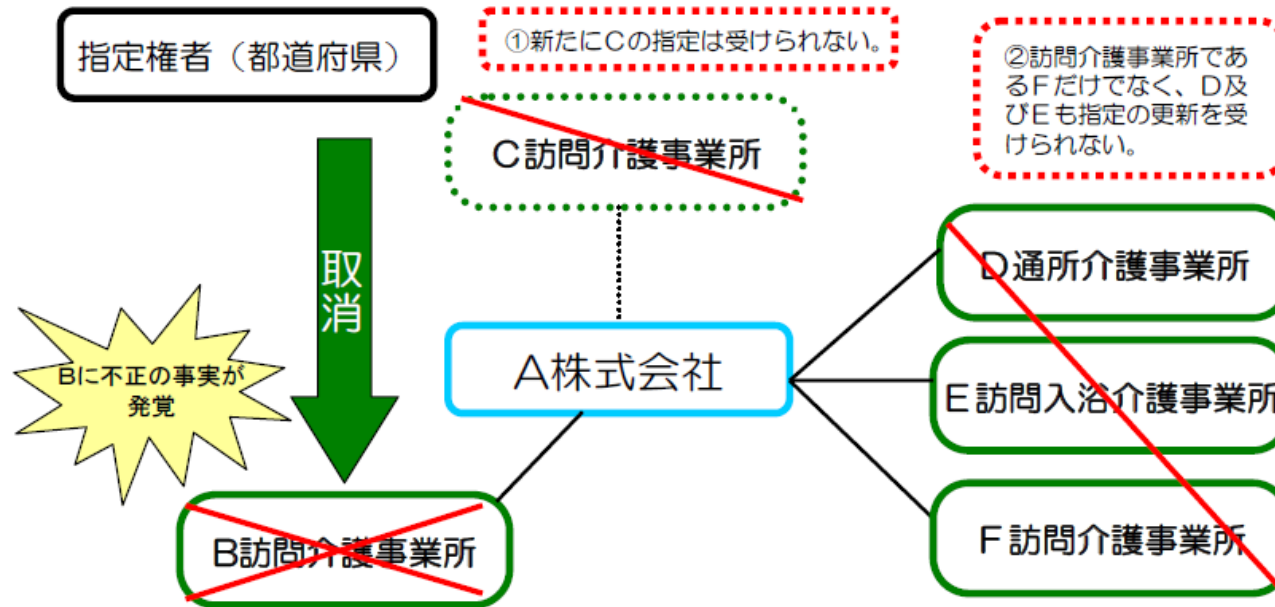 指定権者（都道府県）
①新たにCの指定は受けられない。
②訪問介護事業所であ
るFだけでなく、D及
びEも指定の更新を受
けられない。
C訪問介護事業所
取消
D通所介護事業所
Bに不正の事実が
発覚
A株式会社
E訪問入浴介護事業所
B訪問介護事業所
F訪問介護事業所